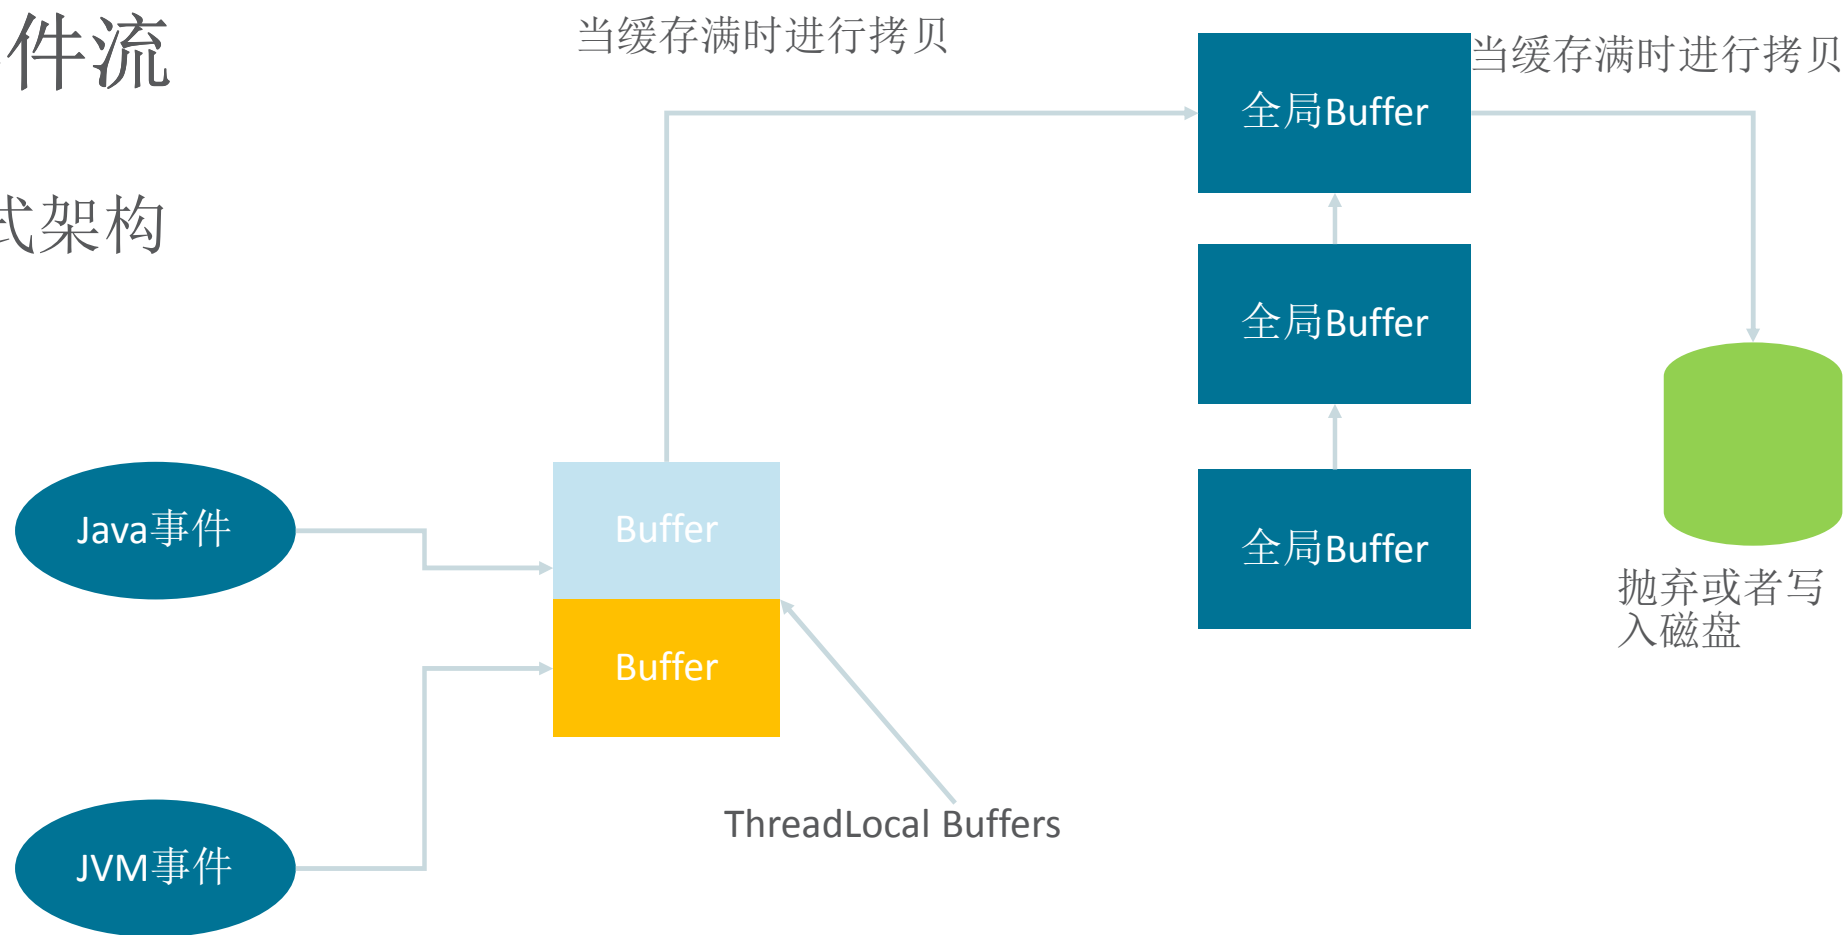 件流
式架构
当缓存满时进行拷贝
当缓存满时进行拷贝
全局Buffer
全局Buffer
全局Buffer
Java事件
Buffer
Buffer
JVM事件
ThreadLocal Buffers
抛弃或者写
入磁盘